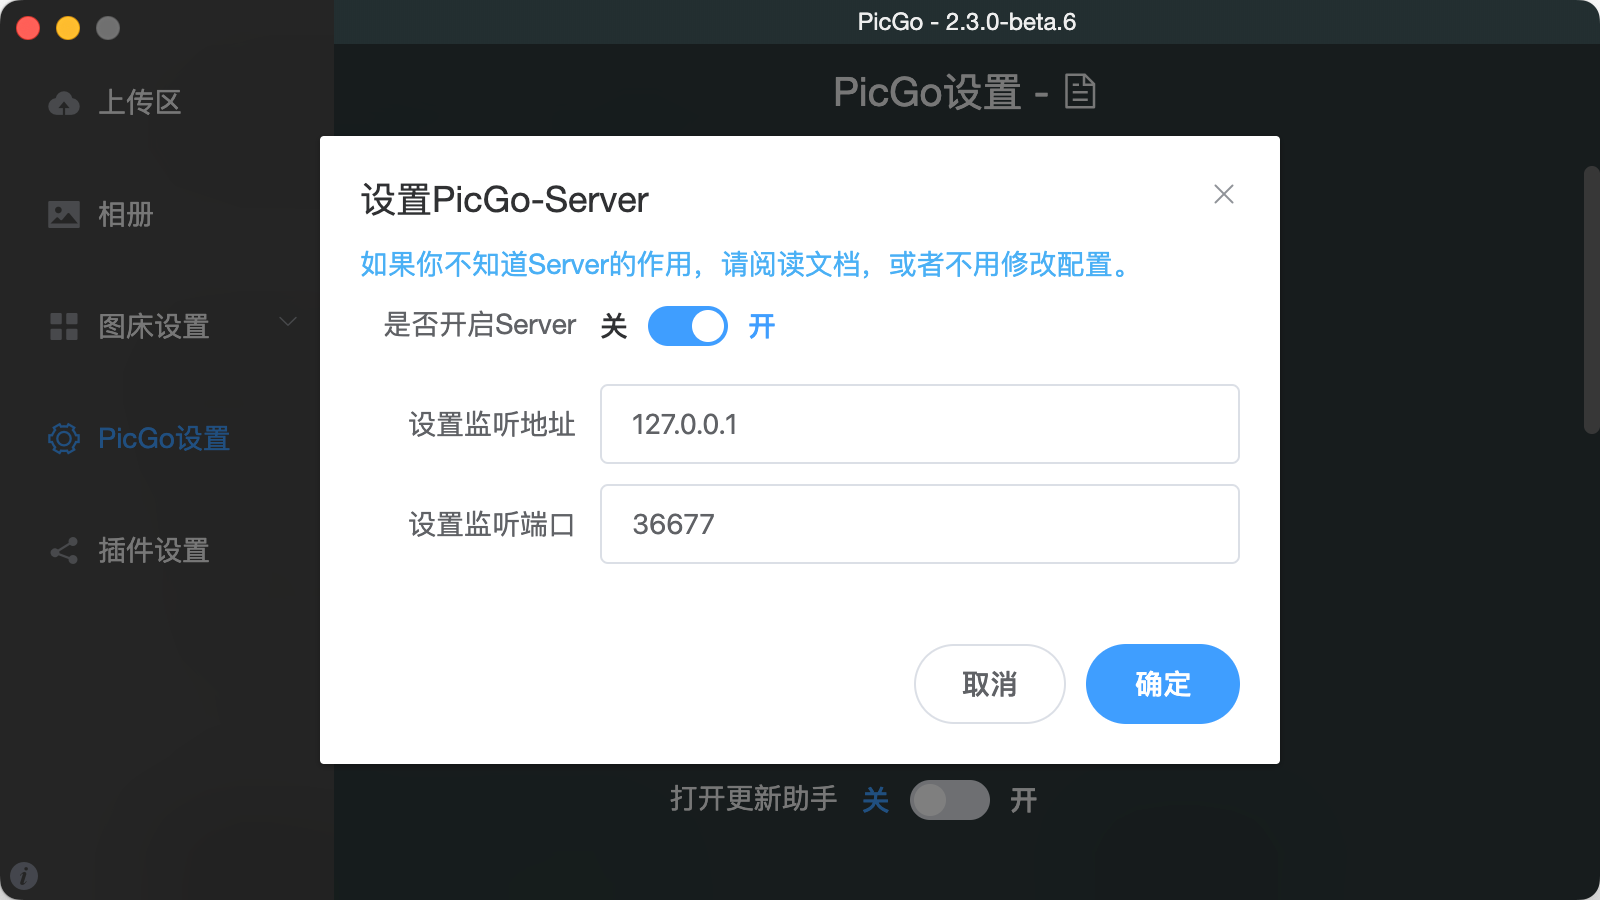 PicGo - 2.3.0-beta.6
上传区
相册
图床设置
PicGo设置
插件设置
PicGo设置 -
设置PicGo-Server
如果你不知道Server的作用，请阅读文档，或者不用修改配置。
是否开启Server 关 开
设置监听地址 127.0.0.1
设置监听端口 36677
取消 确定
打开更新助手 关 开